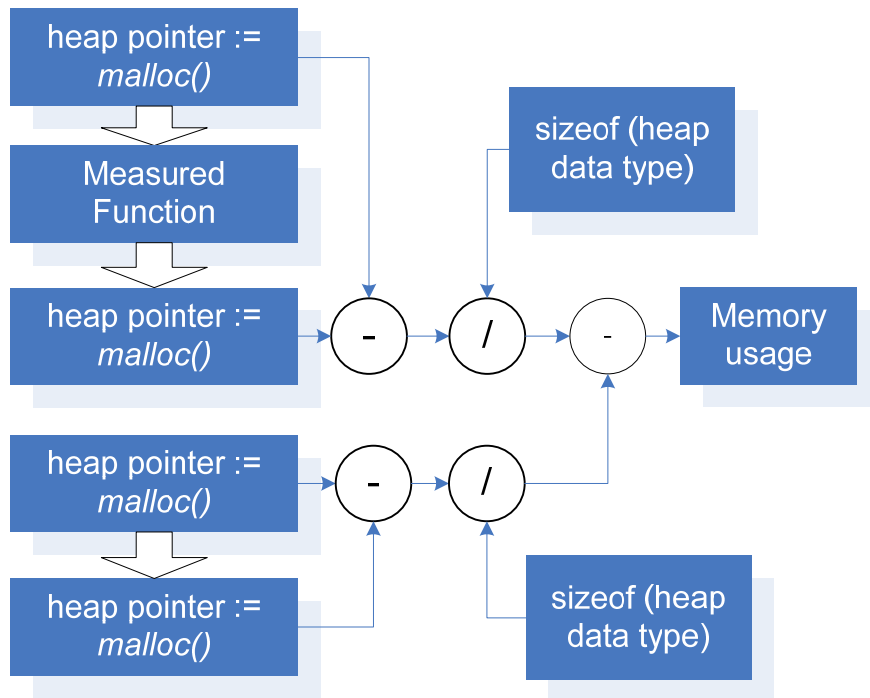 heap pointer :=
malloc()
sizeof (heap
data type)
Measured
Function
heap pointer :=
malloc()
-
/
-
Memory
usage
heap pointer :=
malloc()
-
/
heap pointer :=
malloc()
sizeof (heap
data type)